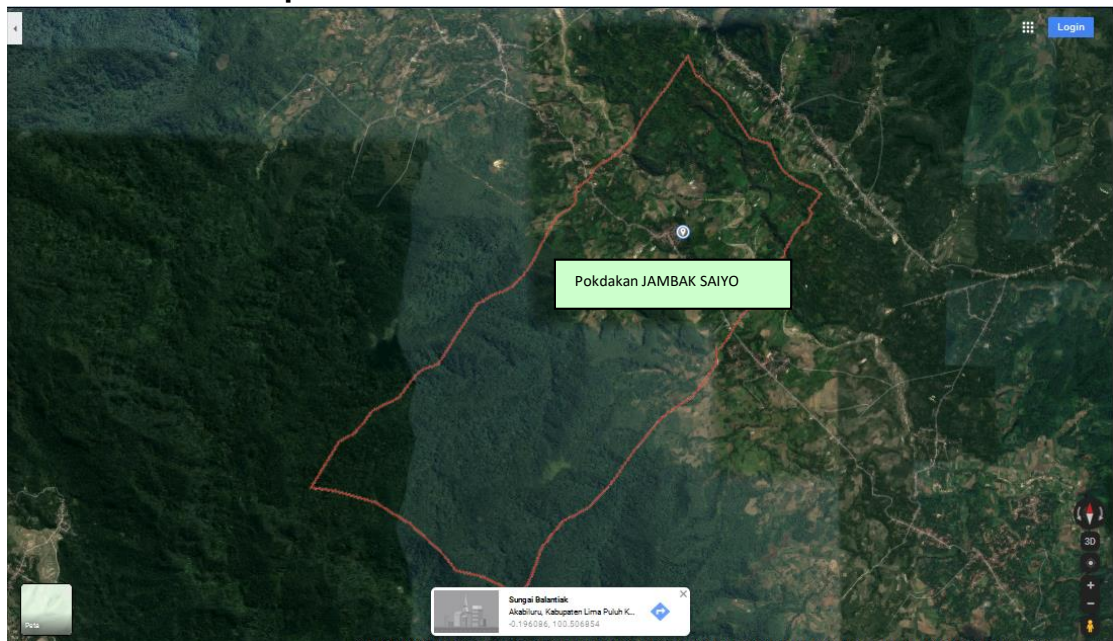 Login
Pokdakan JAMBAK SAIYO
Sungai Balantiak
Akabiluru, Kabupaten Lima Puluh K...
-0.196086, 100.506854
3D
Peta